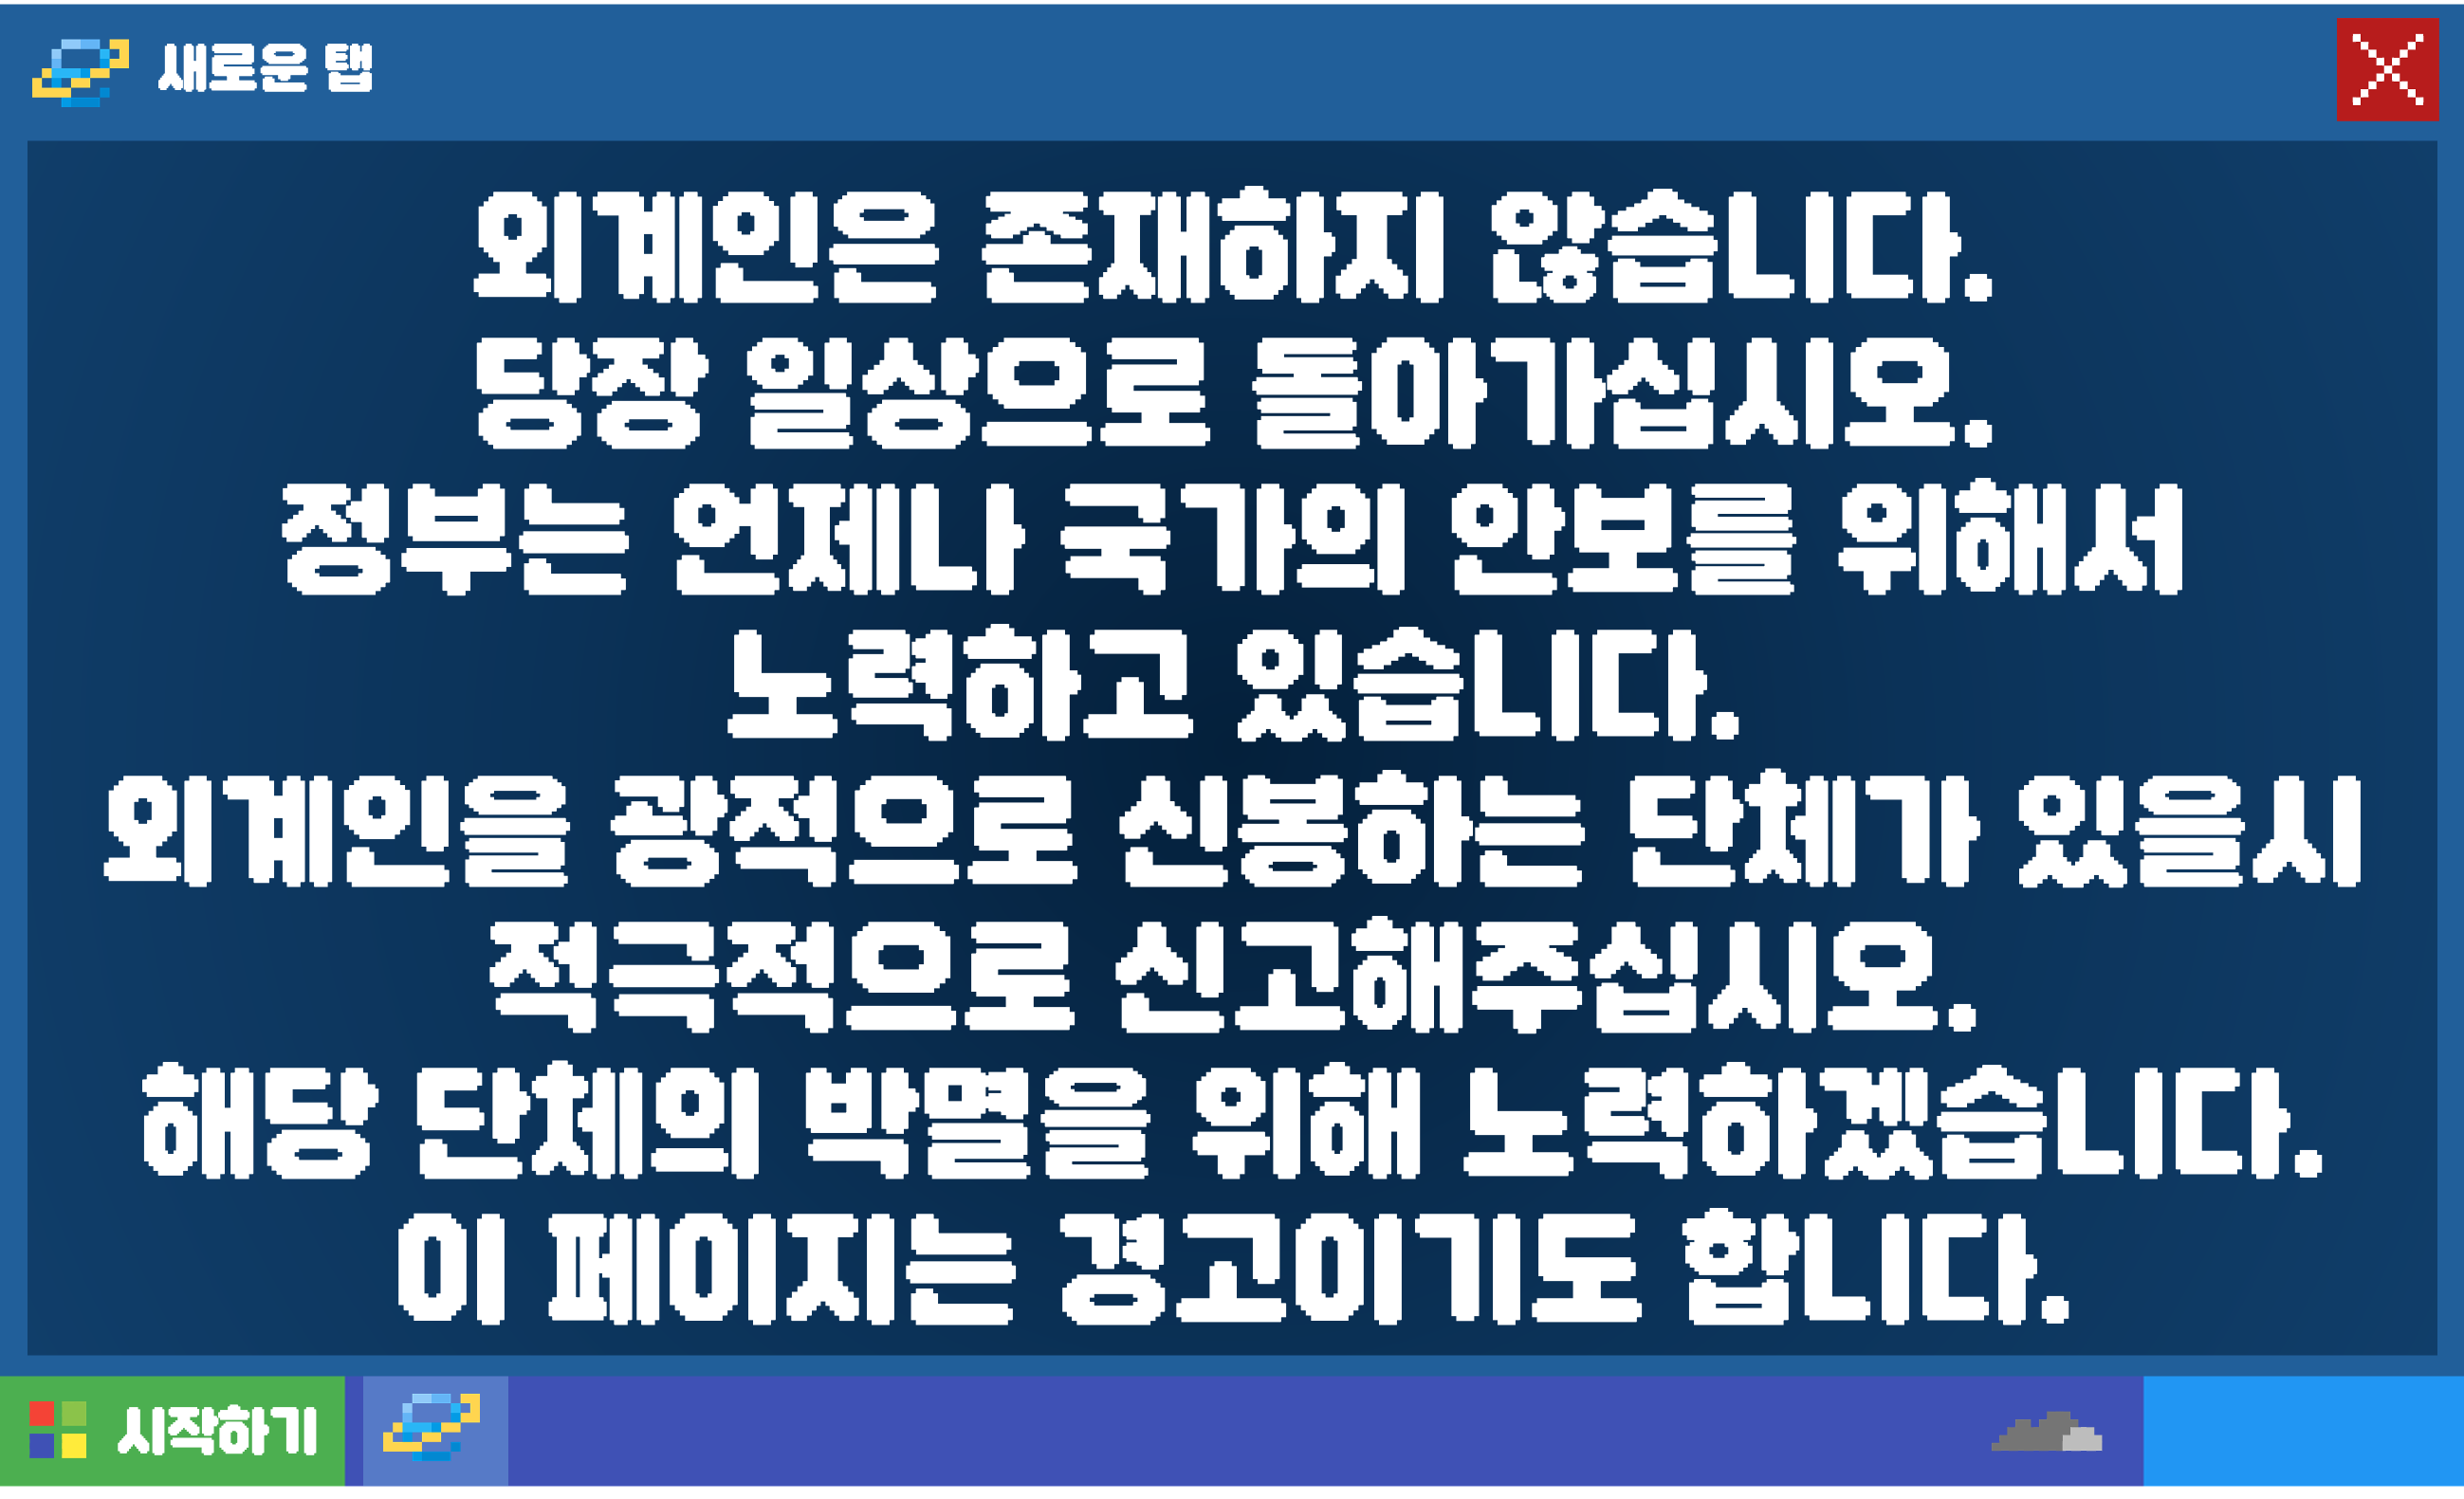 새로운 탭
외계인은 존재하지 않습니다.
당장 일상으로 돌아가십시오.
정부는 언제나 국가의 안보를 위해서
노력하고 있습니다.
외계인을 광적으로 신봉하는 단체가 있을시
적극적으로 신고해주십시오.
해당 단체의 박멸을 위해 노력하겠습니다.
이 페이지는 경고이기도 합니다.
시작하기